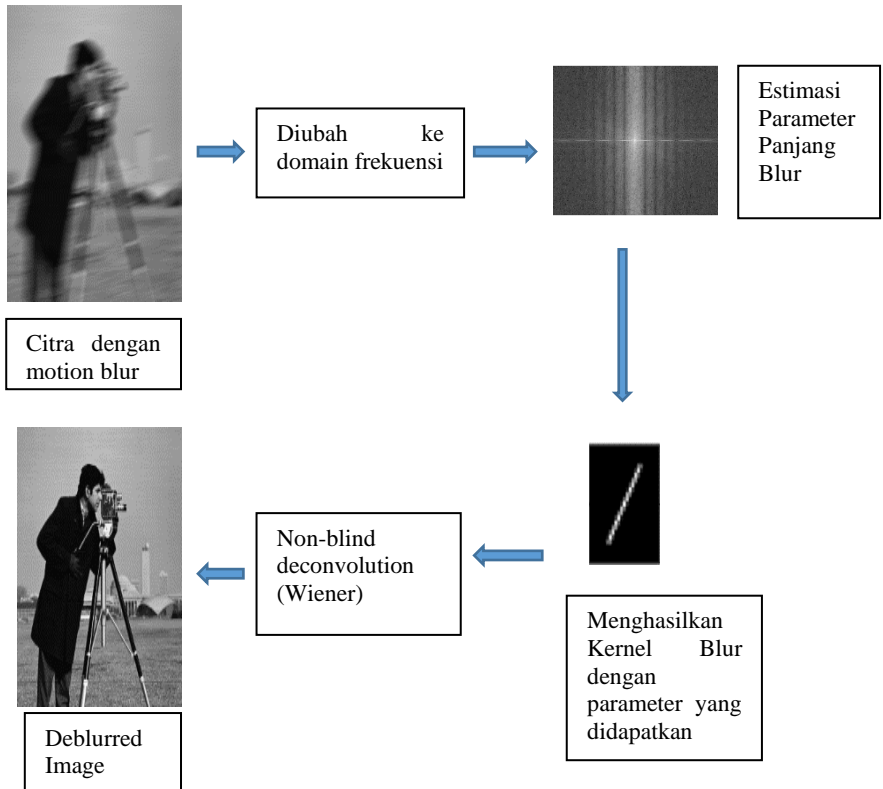 Diubah ke
domain frekuensi
Estimasi
Parameter
Panjang
Blur
Citra dengan
motion blur
Menghasilkan
Kernel Blur
dengan
parameter yang
didapatkan
Non-blind
deconvolution
(Wiener)
Deblurred
Image